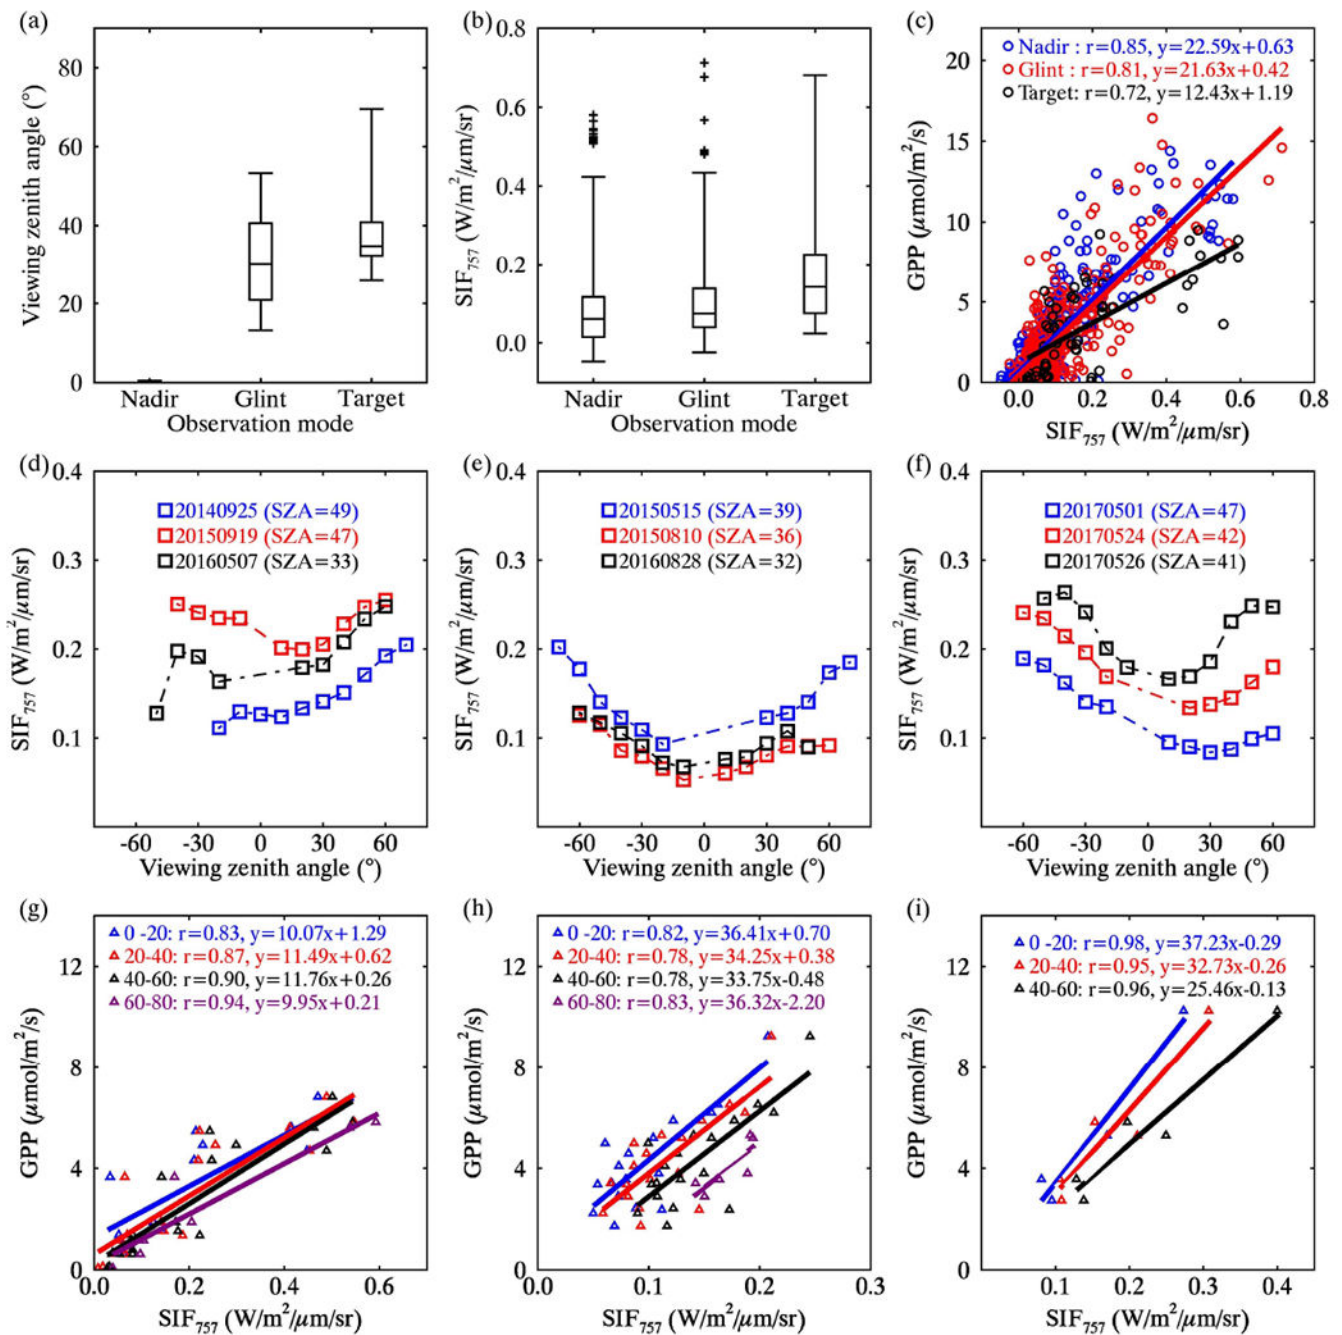 (a)
80
60
40
20
0
Viewing zenith angle (°)
Nadir Glint Target
Observation mode
(b)
0.8
0.6
0.4
0.2
0.0
SIF757 (W/m2/μm/sr)
Nadir Glint Target
Observation mode
(c)
20
15
10
5
0
GPP (μmol/m2/s)
Nadir : r=0.85, y=22.59x+0.63
Glint : r=0.81, y=21.63x+0.42
Target: r=0.72, y=12.43x+1.19
0.0 0.2 0.4 0.6 0.8
SIF757 (W/m2/μm/sr)
(d)
0.4
0.3
0.2
0.1
SIF757 (W/m2/μm/sr)
20140925 (SZA=49)
20150919 (SZA=47)
20160507 (SZA=33)
-60 -30 0 30 60
Viewing zenith angle (°)
(e)
0.4
0.3
0.2
0.1
SIF757 (W/m2/μm/sr)
20150515 (SZA=39)
20150810 (SZA=36)
20160828 (SZA=32)
-60 -30 0 30 60
Viewing zenith angle (°)
(f)
0.4
0.3
0.2
0.1
SIF757 (W/m2/μm/sr)
20170501 (SZA=47)
20170524 (SZA=42)
20170526 (SZA=41)
-60 -30 0 30 60
Viewing zenith angle (°)
(g)
12
8
4
0
GPP (μmol/m2/s)
0 -20: r=0.83, y=10.07x+1.29
20-40: r=0.87, y=11.49x+0.62
40-60: r=0.90, y=11.76x+0.26
60-80: r=0.94, y=9.95x+0.21
0.0 0.2 0.4 0.6
SIF757 (W/m2/μm/sr)
(h)
12
8
4
0
GPP (μmol/m2/s)
0 -20: r=0.82, y=36.41x+0.70
20-40: r=0.78, y=34.25x+0.38
40-60: r=0.78, y=33.75x-0.48
60-80: r=0.83, y=36.32x-2.20
0.0 0.1 0.2 0.3
SIF757 (W/m2/μm/sr)
(i)
12
8
4
0
GPP (μmol/m2/s)
0 -20: r=0.98, y=37.23x-0.29
20-40: r=0.95, y=32.73x-0.26
40-60: r=0.96, y=25.46x-0.13
0.1 0.2 0.3 0.4
SIF757 (W/m2/μm/sr)